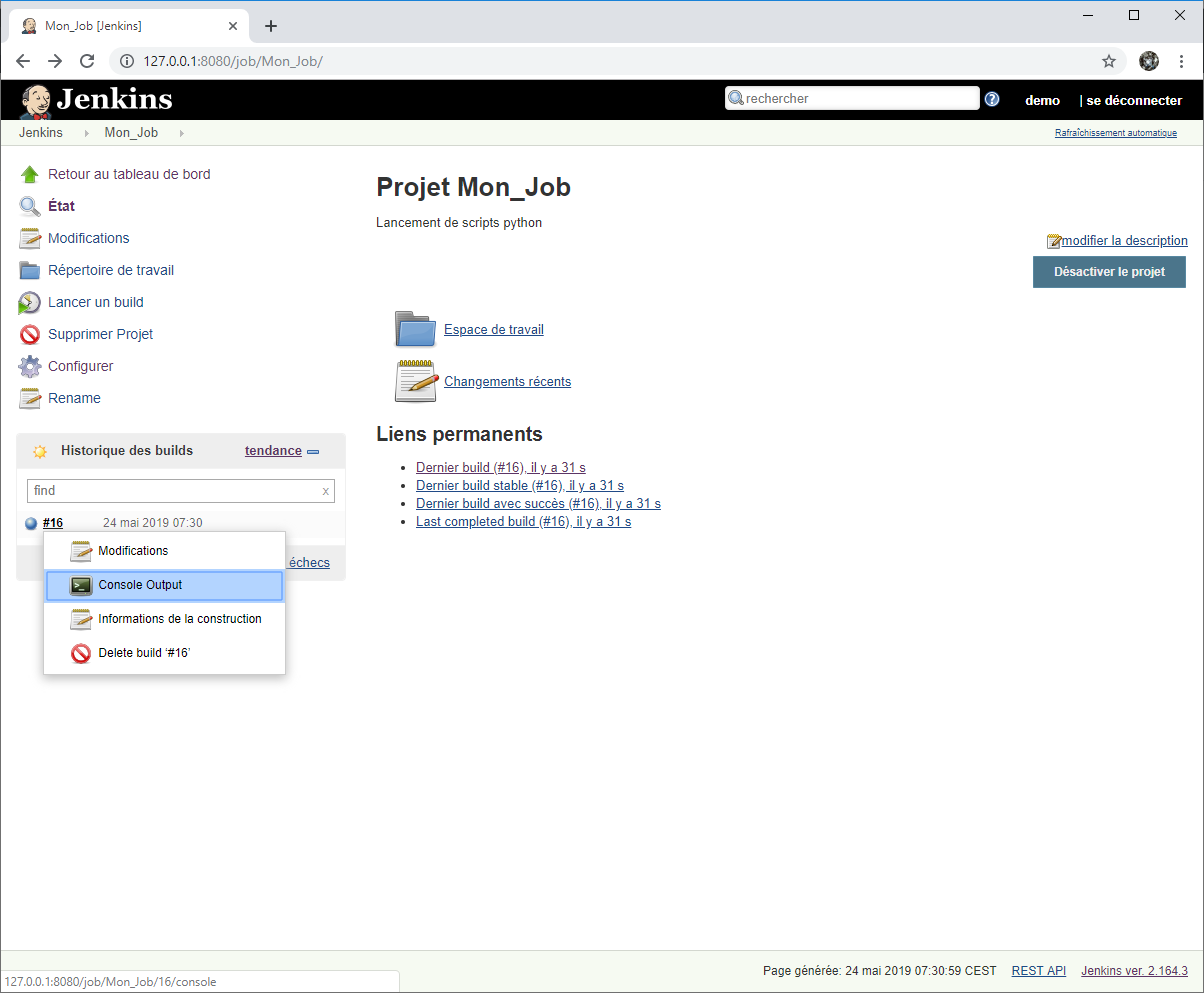 Mon_Job [Jenkins]
127.0.0.1:8080/job/Mon_Job/
Jenkins
rechercher
demo
| se déconnecter
Jenkins
Mon_Job
Rafraîchissement automatique
Retour au tableau de bord
État
Modifications
Répertoire de travail
Lancer un build
Supprimer Projet
Configurer
Rename
Historique des builds
tendance
find
x
#16
24 mai 2019 07:30
échecs
Modifications
Console Output
Informations de la construction
Delete build ‘#16’
Projet Mon_Job
Lancement de scripts python
modifier la description
Désactiver le projet
Espace de travail
Changements récents
Liens permanents
Dernier build (#16), il y a 31 s
Dernier build stable (#16), il y a 31 s
Dernier build avec succès (#16), il y a 31 s
Last completed build (#16), il y a 31 s
Page générée: 24 mai 2019 07:30:59 CEST
REST API
Jenkins ver. 2.164.3
127.0.0.1:8080/job/Mon_Job/16/console